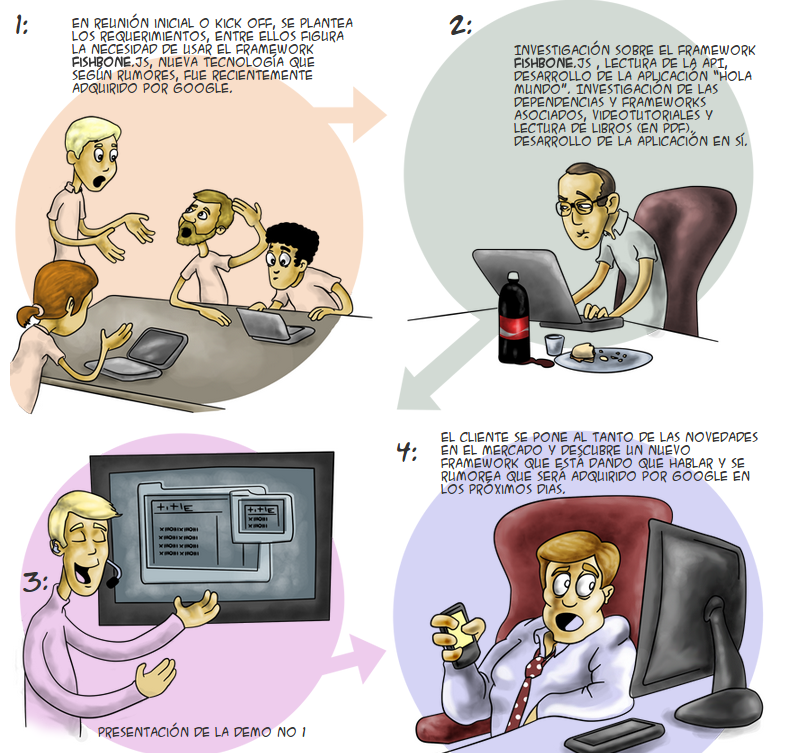 1:
EN REUNIÓN INICIAL O KICK OFF, SE PLANTEA
LOS REQUERIMIENTOS, ENTRE ELLOS FIGURA
LA NECESIDAD DE USAR EL FRAMEWORK
FISHBONE.JS, NUEVA TECNOLOGÍA QUE
SEGÚN RUMORES, FUE RECIENTEMENTE
ADQUIRIDO POR GOOGLE.
2:
INVESTIGACIÓN SOBRE EL FRAMEWORK
FISHBONE.JS , LECTURA DE LA API,
DESARROLLO DE LA APLICACIÓN "HOLA
MUNDO". INVESTIGACIÓN DE LAS
DEPENDENCIAS Y FRAMEWORKS
ASOCIADOS, VIDEOTUTORIALES Y
LECTURA DE LIBROS (EN PDF).
DESARROLLO DE LA APLICACIÓN EN SÍ.
3:
title
title
PRESENTACIÓN DE LA DEMO NO 1
4:
EL CLIENTE SE PONE AL TANTO DE LAS NOVEDADES
EN EL MERCADO Y DESCUBRE UN NUEVO
FRAMEWORK QUE ESTÁ DANDO QUE HABLAR Y SE
RUMOREA QUE SERÁ ADQUIRIDO POR GOOGLE EN
LOS PRÓXIMOS DIAS.